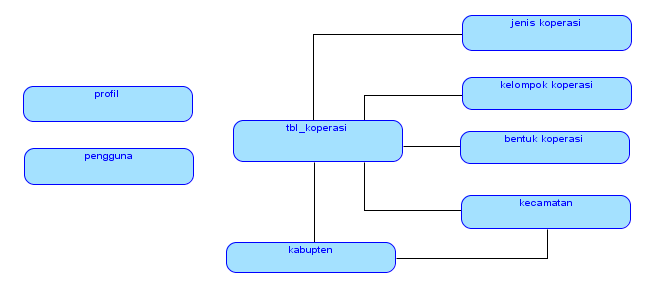 jenis koperasi
kelompok koperasi
profil
tbl_koperasi
bentuk koperasi
pengguna
kecamatan
kabupten